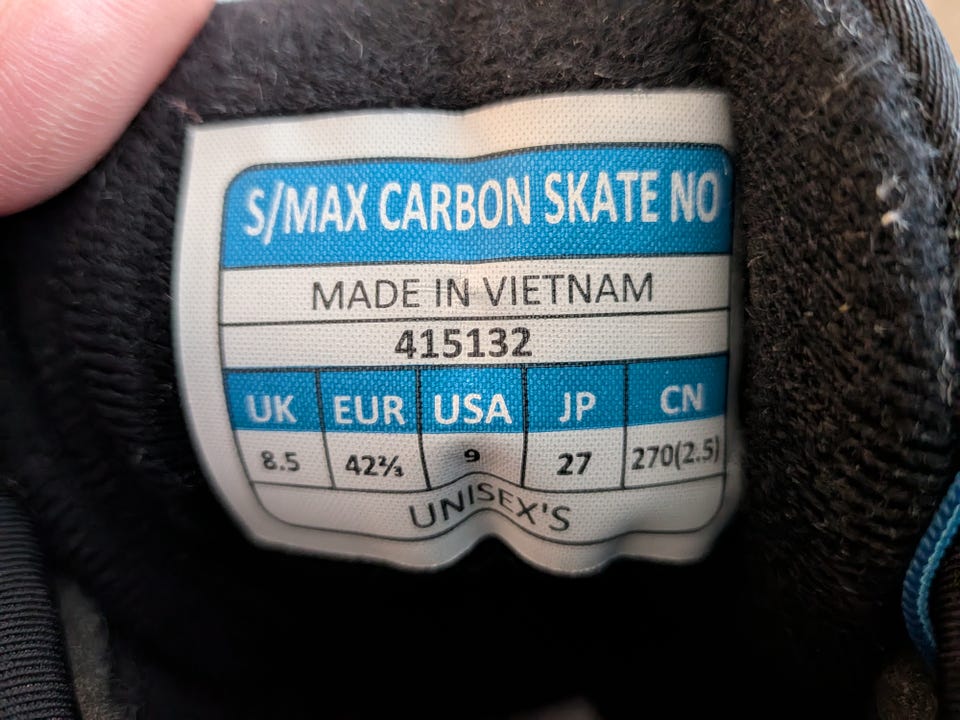 S/MAX CARBON SKATE NO
MADE IN VIETNAM
415132
UK EUR USA JP CN
8.5 42⅔ 9 27 270(2.5)
UNISEX'S